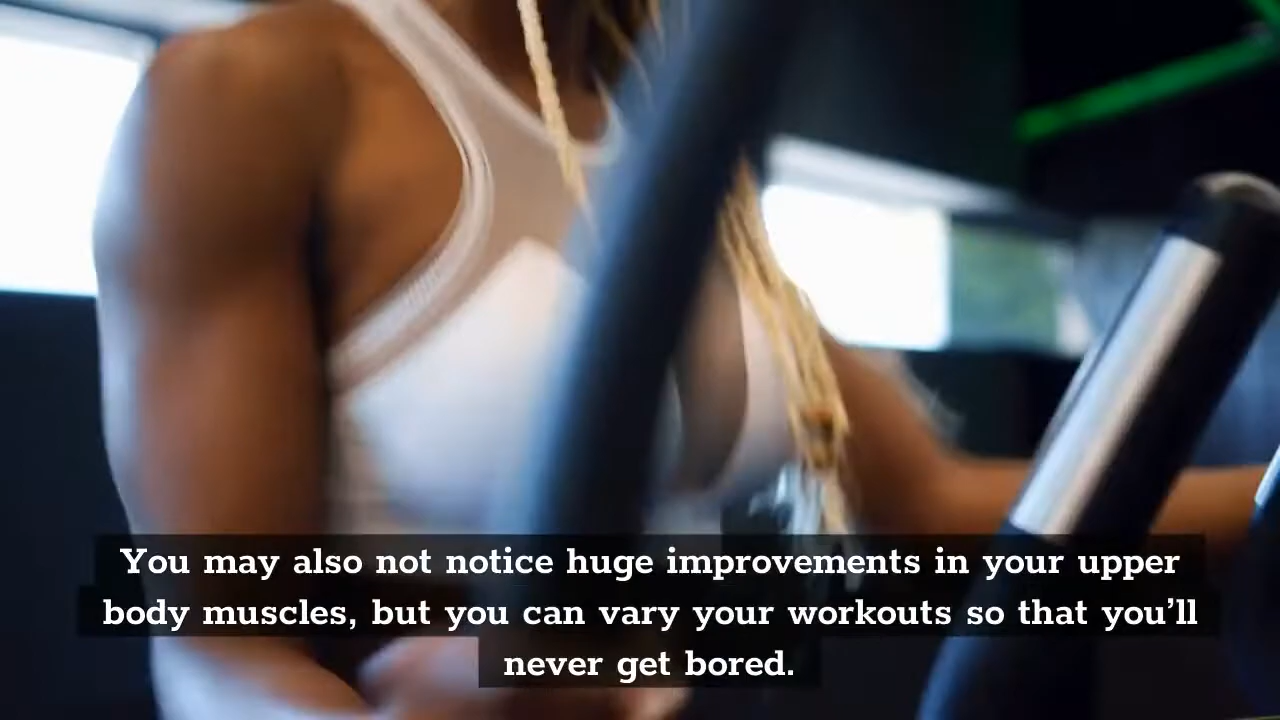 You may also not notice huge improvements in your upper
body muscles, but you can vary your workouts so that you’ll
never get bored.